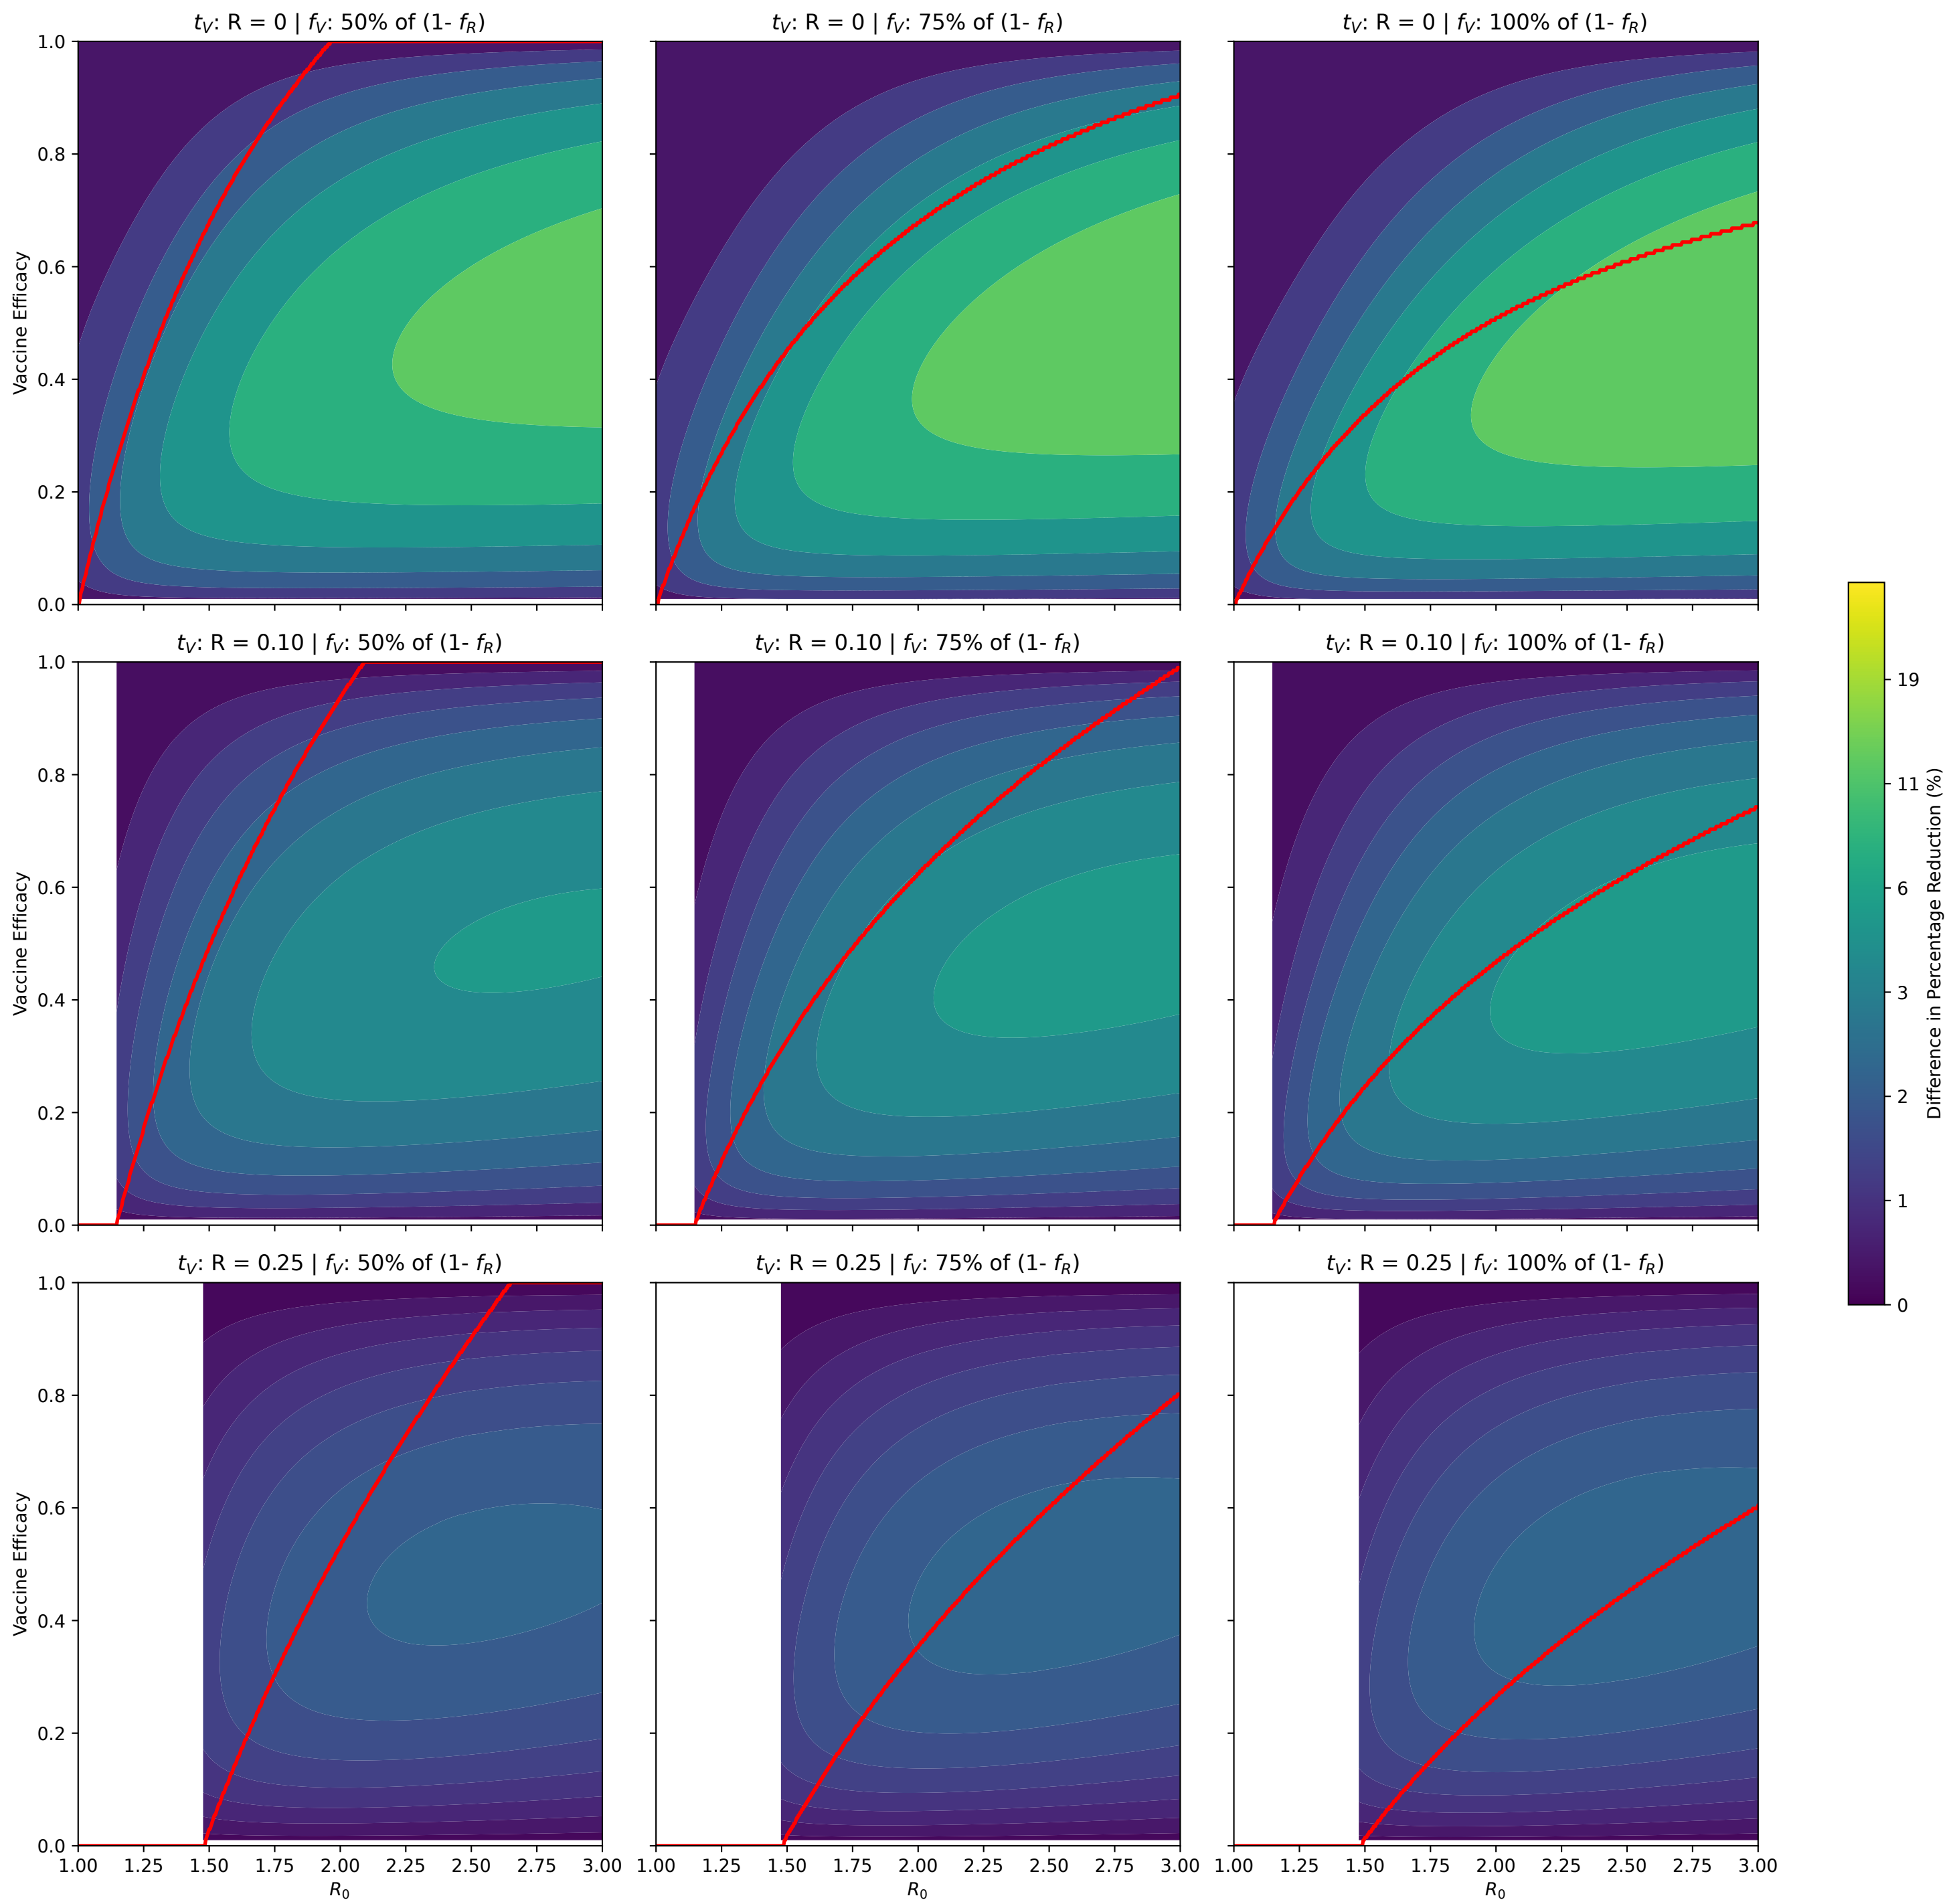 t_V: R = 0 | f_V: 50% of (1- f_R)
t_V: R = 0 | f_V: 75% of (1- f_R)
t_V: R = 0 | f_V: 100% of (1- f_R)
1.0
0.8
0.6
0.4
0.2
0.0
Vaccine Efficacy
t_V: R = 0.10 | f_V: 50% of (1- f_R)
t_V: R = 0.10 | f_V: 75% of (1- f_R)
t_V: R = 0.10 | f_V: 100% of (1- f_R)
1.0
0.8
0.6
0.4
0.2
0.0
Vaccine Efficacy
t_V: R = 0.25 | f_V: 50% of (1- f_R)
t_V: R = 0.25 | f_V: 75% of (1- f_R)
t_V: R = 0.25 | f_V: 100% of (1- f_R)
1.0
0.8
0.6
0.4
0.2
0.0
Vaccine Efficacy
1.00 1.25 1.50 1.75 2.00 2.25 2.50 2.75 3.00
R_0
1.00 1.25 1.50 1.75 2.00 2.25 2.50 2.75 3.00
R_0
1.00 1.25 1.50 1.75 2.00 2.25 2.50 2.75 3.00
R_0
19
11
6
3
2
1
0
Difference in Percentage Reduction (%)